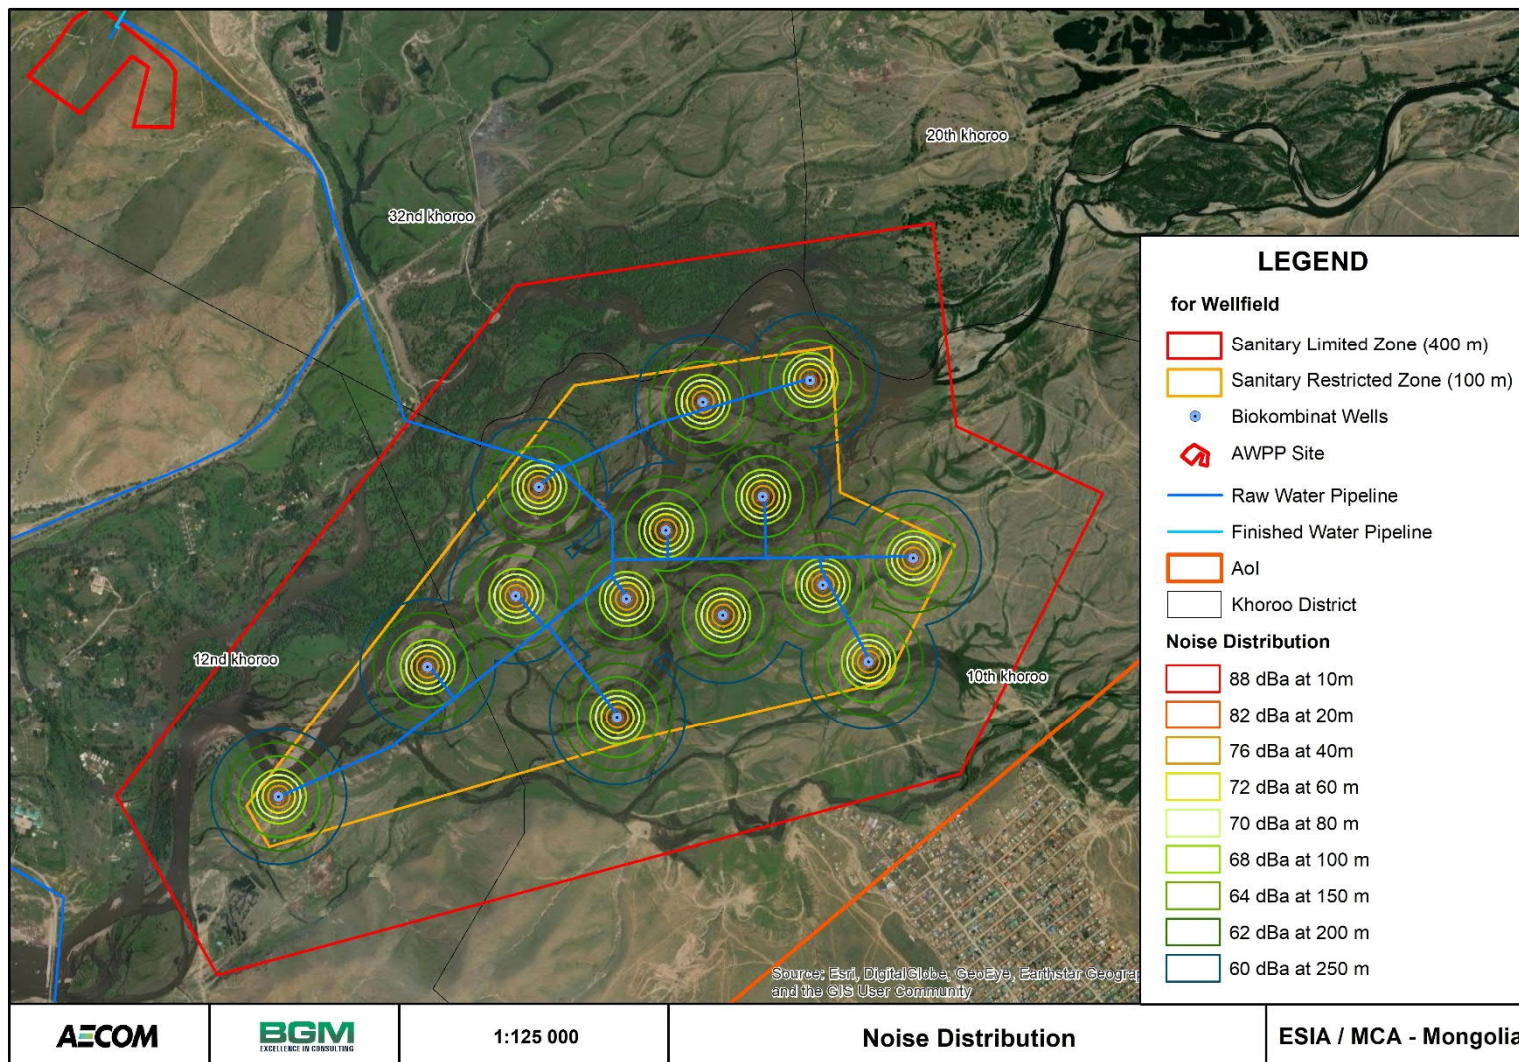 20th khoroo
32nd khoroo
12nd khoroo
10th khoroo
LEGEND
for Wellfield
Sanitary Limited Zone (400 m)
Sanitary Restricted Zone (100 m)
Biokombinat Wells
AWPP Site
Raw Water Pipeline
Finished Water Pipeline
AoI
Khoroo District
Noise Distribution
88 dBa at 10m
82 dBa at 20m
76 dBa at 40m
72 dBa at 60 m
70 dBa at 80 m
68 dBa at 100 m
64 dBa at 150 m
62 dBa at 200 m
60 dBa at 250 m
Source: Esri, DigitalGlobe, GeoEye, Earthstar
and the GIS User Community
AECOM
BGM
EXCELLENCE IN CONSULTING
1:125 000
Noise Distribution
ESIA / MCA - Mongolia